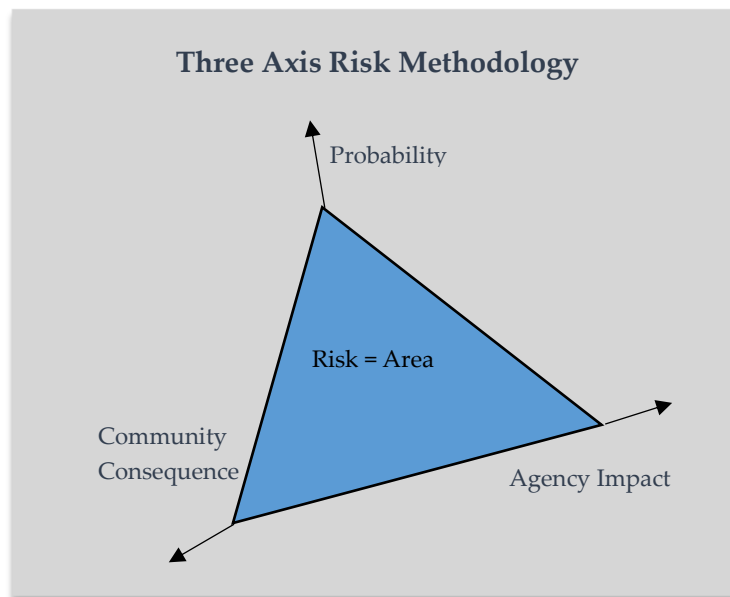 Three Axis Risk Methodology
Probability
Risk = Area
Community
Consequence
Agency Impact